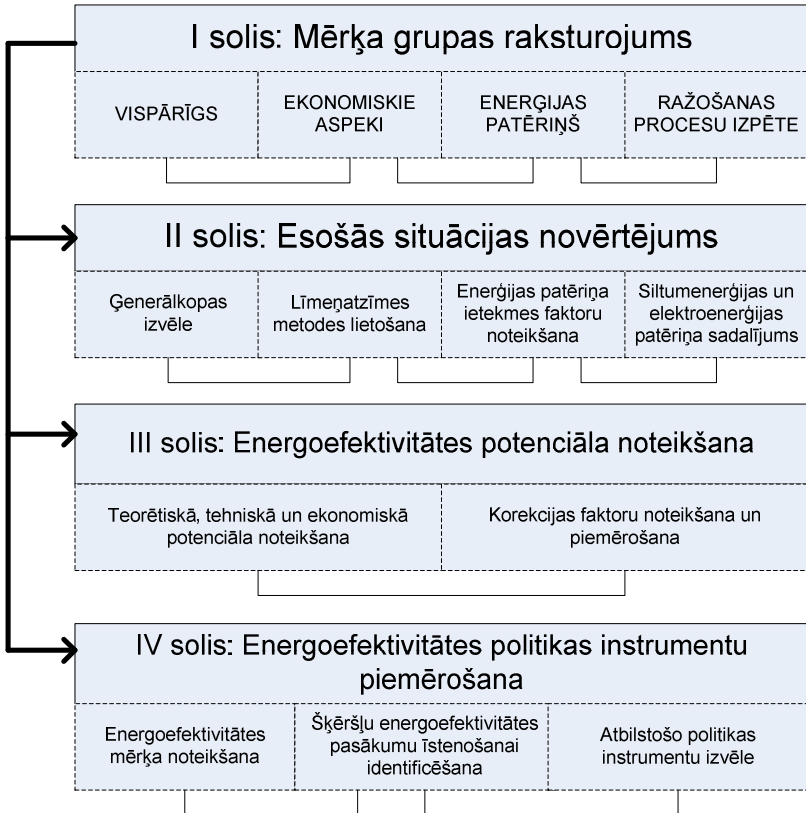 I solis: Mērķa grupas raksturojums
VISPĀRĪGS
EKONOMISKIE
ASPEKI
ENERĢIJAS
PATĒRIŅŠ
RAŽOŠANAS
PROCESU IZPĒTE
II solis: Esošās situācijas novērtējums
Ģenerālkopas
izvēle
Līmeņatzīmes
metodes lietošana
Enerģijas patēriņa
ietekmes faktoru
noteikšana
Siltumenerģijas un
elektroenerģijas
patēriņa sadalījums
III solis: Energoefektivitātes potenciāla noteikšana
Teorētiskā, tehniskā un ekonomiskā
potenciāla noteikšana
Korekcijas faktoru noteikšana un
piemērošana
IV solis: Energoefektivitātes politikas instrumentu
piemērošana
Energoefektivitātes
mērķa noteikšana
Šķēršļu energoefektivitātes
pasākumu īstenošanai
identificēšana
Atbilstošo politikas
instrumentu izvēle